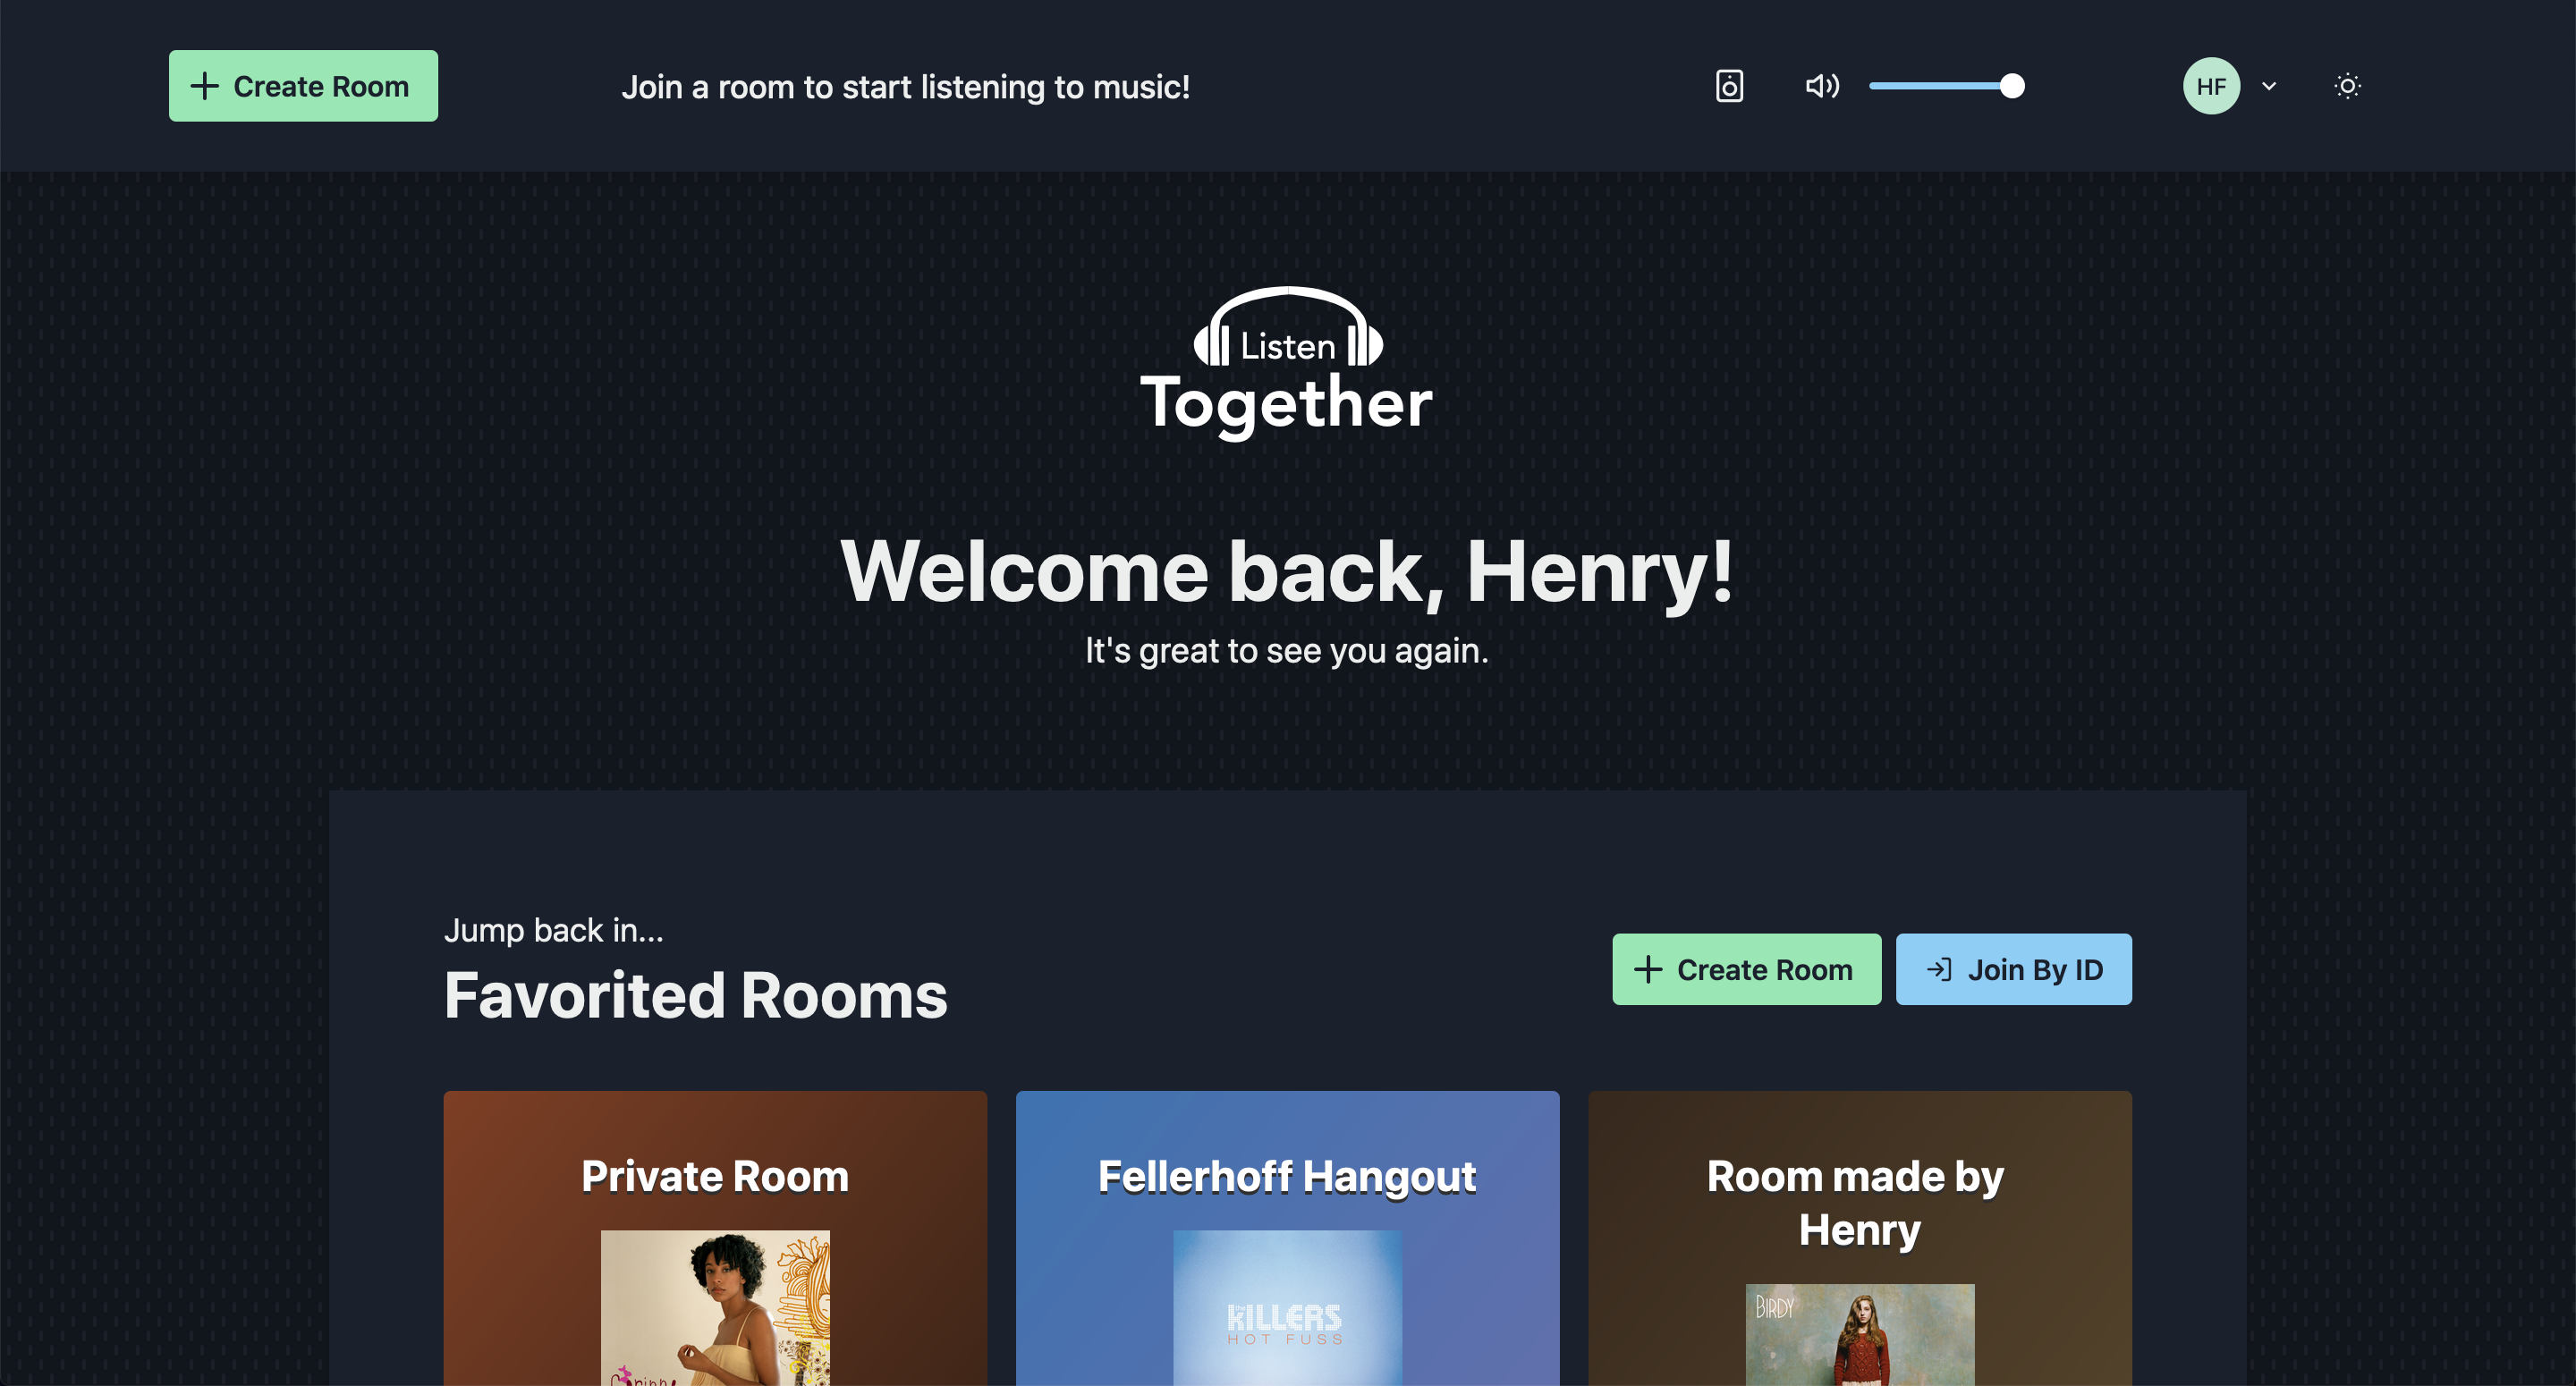 Create Room
Join a room to start listening to music!
HF
Listen
Together
Welcome back, Henry!
It's great to see you again.
Jump back in...
Favorited Rooms
Create Room
Join By ID
Private Room
Fellerhoff Hangout
the
KILLERS
HOT FUSS
Room made by
Henry
BIRDY